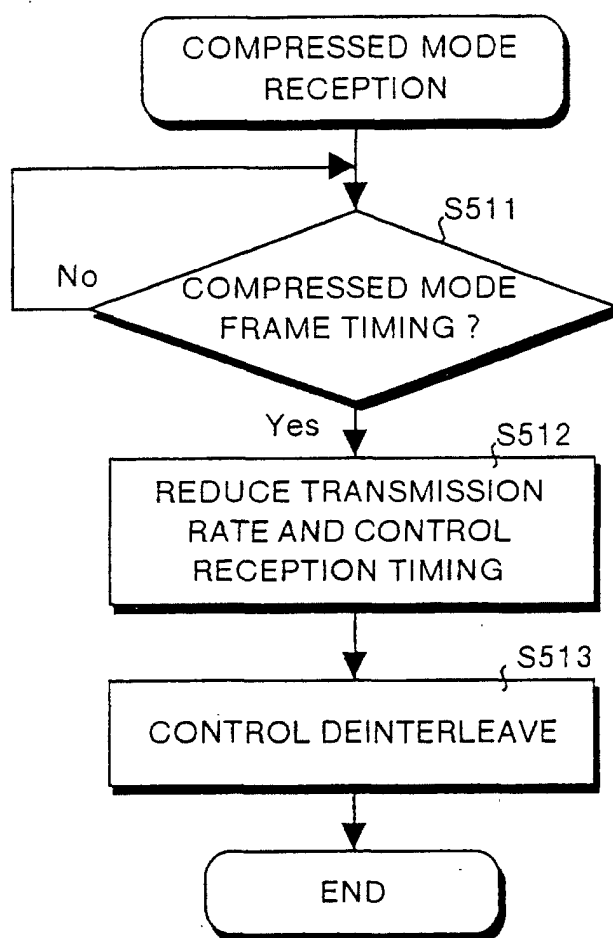 COMPRESSED MODE
RECEPTION
S511
No
COMPRESSED MODE
FRAME TIMING ?
Yes
S512
REDUCE TRANSMISSION
RATE AND CONTROL
RECEPTION TIMING
S513
CONTROL DEINTERLEAVE
END